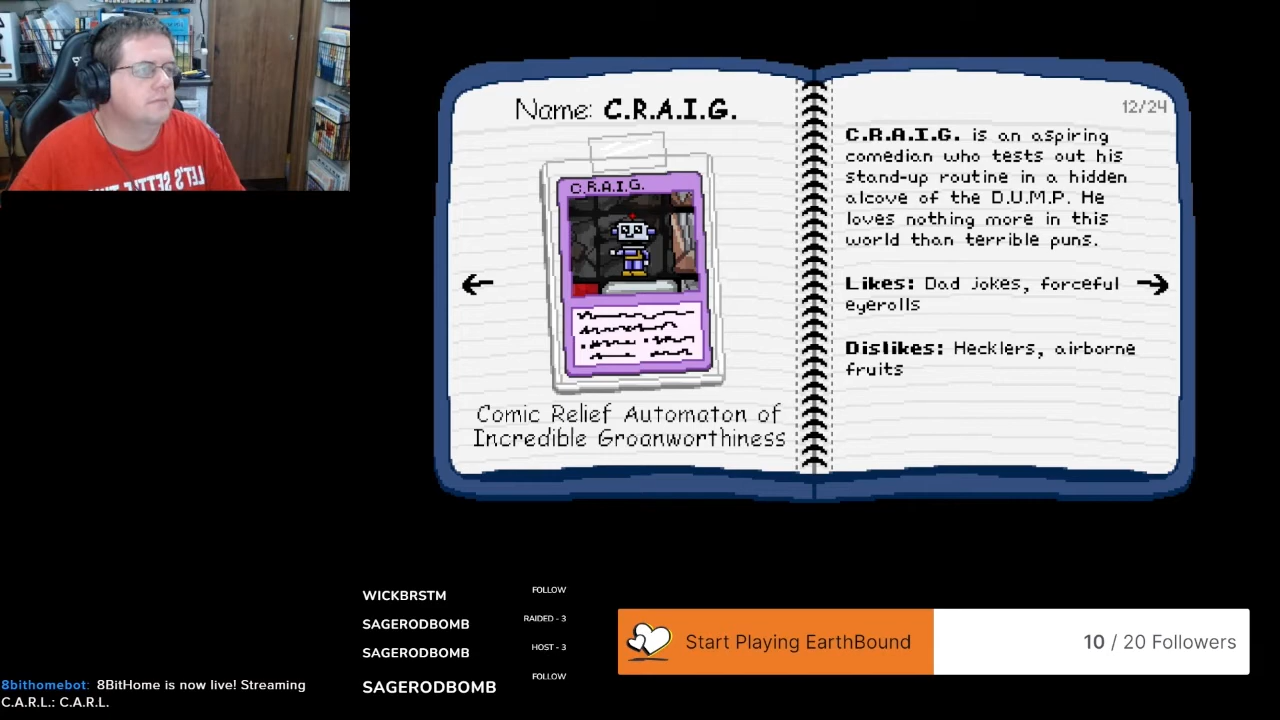 Name: C.R.A.I.G.
C.R.A.I.G.
Comic Relief Automaton of
Incredible Groanworthiness
12/24
C.R.A.I.G. is an aspiring
comedian who tests out his
stand-up routine in a hidden
alcove of the D.U.M.P. He
loves nothing more in this
world than terrible puns.
Likes: Dad jokes, forceful
eyerolls
Dislikes: Hecklers, airborne
fruits
WICKBRSTM FOLLOW
SAGERODBOMB RAIDED - 3
SAGERODBOMB HOST - 3
SAGERODBOMB FOLLOW
Start Playing EarthBound 10 / 20 Followers
8bithomebot: 8BitHome is now live! Streaming
C.A.R.L.: C.A.R.L.